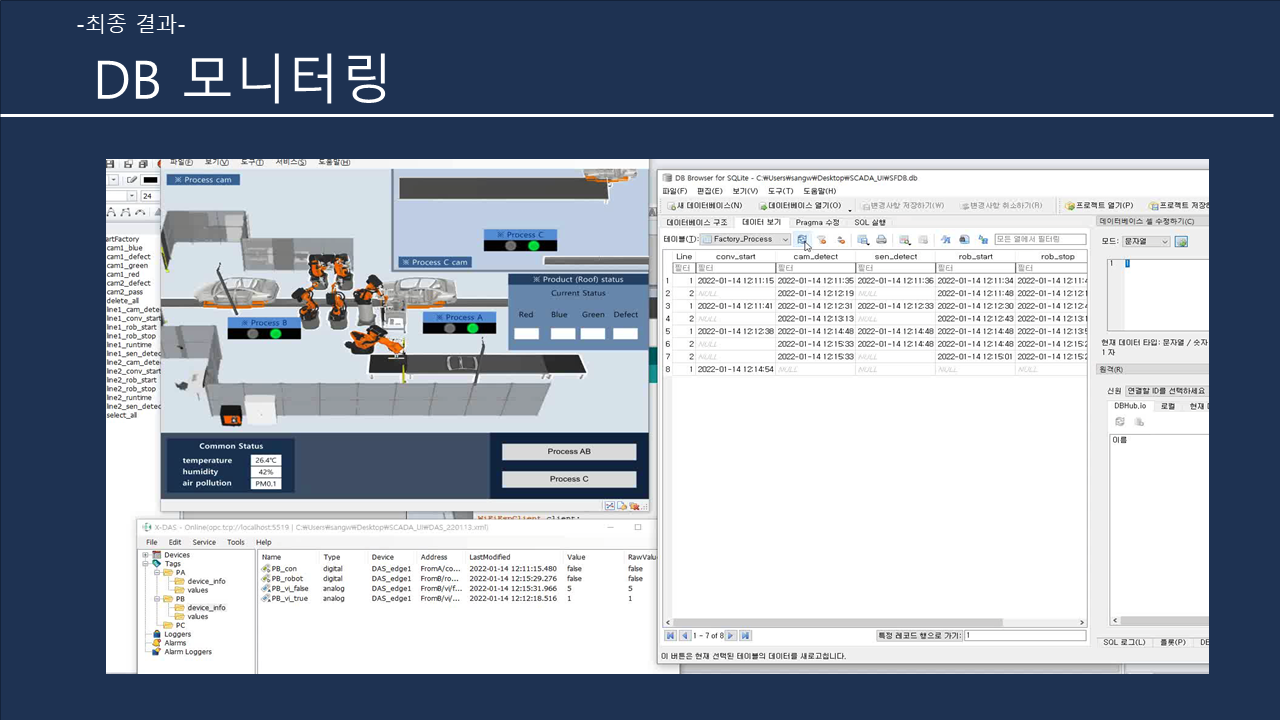 -최종 결과-
DB 모니터링
파일(F) 보기(V) 도구(T) 서비스(S) 도움말(H)
24
※ Process cam
※ Process C
※ Process C cam
※ Process B
※ Process A
※ Product (Roof) status
Current Status
Red Blue Green Defect
Common Status
temperature 26.4℃
humidity 42%
air pollution PM0.1
Process AB
Process C
artFactory
cam1_blue
cam1_defect
cam1_green
cam1_red
cam2_defect
cam2_pass
delete_all
line1_cam_detec
line1_conv_start
line1_rob_start
line1_rob_stop
line1_runtime
line1_sen_detec
line2_cam_detec
line2_conv_start
line2_rob_start
line2_rob_stop
line2_runtime
line2_sen_detec
select_all
X-DAS - Online(opc.tcp://localhost:5519 | C:₩Users₩sangw₩Desktop₩SCADA_UI₩DAS_220113.xml)
File Edit Service Tools Help
Devices
Tags
PA
device_info
values
PB
device_info
values
PC
Loggers
Alarms
Alarm Loggers
Name Type Device Address LastModified Value RawValu
PB_con digital DAS_edge1 FromA/co... 2022-01-14 12:11:15.480 false false
PB_robot digital DAS_edge1 FromB/ro... 2022-01-14 12:15:29.276 false false
PB_vi_false analog DAS_edge1 FromB/vi/f... 2022-01-14 12:15:31.966 5 5
PB_vi_true analog DAS_edge1 FromB/vi/... 2022-01-14 12:12:18.516 1 1
DB Browser for SQLite - C:₩Users₩sangw₩Desktop₩SCADA_UI₩SFDB.db
파일(F) 편집(E) 보기(V) 도구(T) 도움말(H)
새 데이터베이스(N) 데이터베이스 열기(O) 변경사항 저장하기(W) 변경사항 취소하기(R) 프로젝트 열기(P) 프로젝트 저장하
데이터베이스 구조 데이터 보기 Pragma 수정 SQL 실행
테이블(T): Factory_Process 모든 열에서 필터링
Line conv_start cam_detect sen_detect rob_start rob_stop
필터 필터 필터 필터 필터 필터
1 1 2022-01-14 12:11:15 2022-01-14 12:11:35 2022-01-14 12:11:36 2022-01-14 12:11:34 2022-01-14 12:11:4
2 2 NULL 2022-01-14 12:12:19 NULL 2022-01-14 12:11:48 2022-01-14 12:12:1
3 1 2022-01-14 12:11:41 2022-01-14 12:12:31 2022-01-14 12:12:33 2022-01-14 12:12:30 2022-01-14 12:12:4
4 2 NULL 2022-01-14 12:13:13 NULL 2022-01-14 12:12:43 2022-01-14 12:13:1
5 1 2022-01-14 12:12:38 2022-01-14 12:14:48 2022-01-14 12:14:48 2022-01-14 12:14:48 2022-01-14 12:13:5
6 2 NULL 2022-01-14 12:15:33 2022-01-14 12:14:48 2022-01-14 12:14:48 2022-01-14 12:15:2
7 2 NULL 2022-01-14 12:15:33 NULL 2022-01-14 12:15:01 2022-01-14 12:15:2
8 1 2022-01-14 12:14:54 NULL NULL NULL NULL
1 - 7 of 8 특정 레코드 행으로 가기: 1
이 버튼은 현재 선택된 테이블의 데이터를 새로고칩니다.
데이터베이스 셀 수정하기(C)
모드: 문자열
1
현재 데이터 타입: 문자열 / 숫자
1 자
원격(R)
신원 연결할 ID를 선택하세요
DBHub.io 로컬 현재
이름
SQL 로그(L) 플롯(P) DB